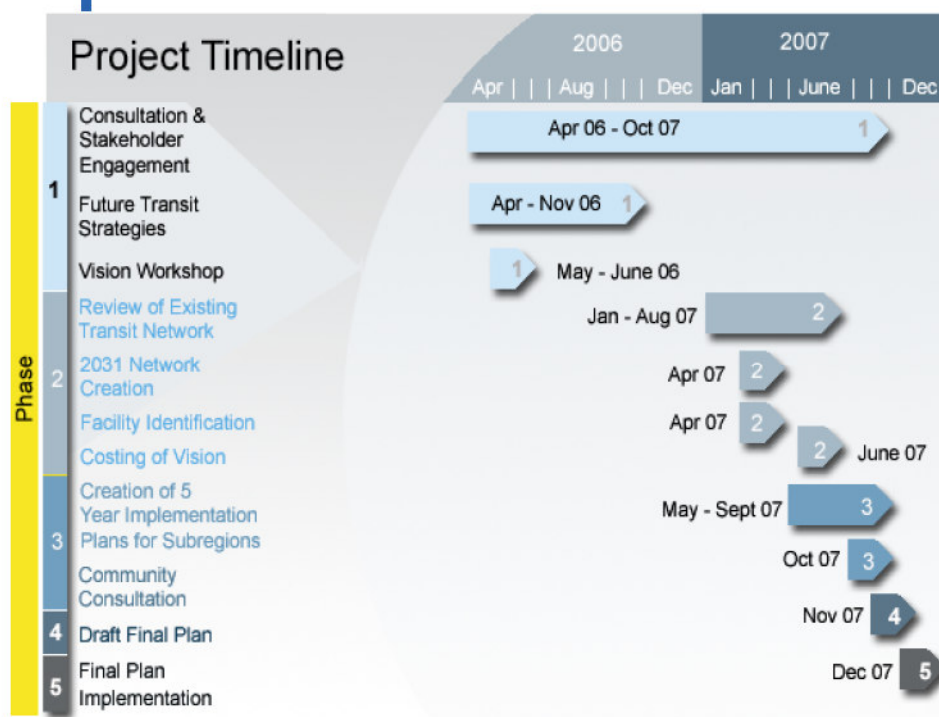 Project Timeline
2006
2007
Apr | | | Aug | | | Dec
Jan | | | June | | | Dec
Phase
1
Consultation &
Stakeholder
Engagement
Apr 06 - Oct 07
1
Future Transit
Strategies
Apr - Nov 06
1
Vision Workshop
1
May - June 06
2
Review of Existing
Transit Network
Jan - Aug 07
2
2031 Network
Creation
Apr 07
2
Facility Identification
Apr 07
2
Costing of Vision
2
June 07
3
Creation of 5
Year Implementation
Plans for Subregions
May - Sept 07
3
Community
Consultation
Oct 07
3
4
Draft Final Plan
Nov 07
4
5
Final Plan
Implementation
Dec 07
5